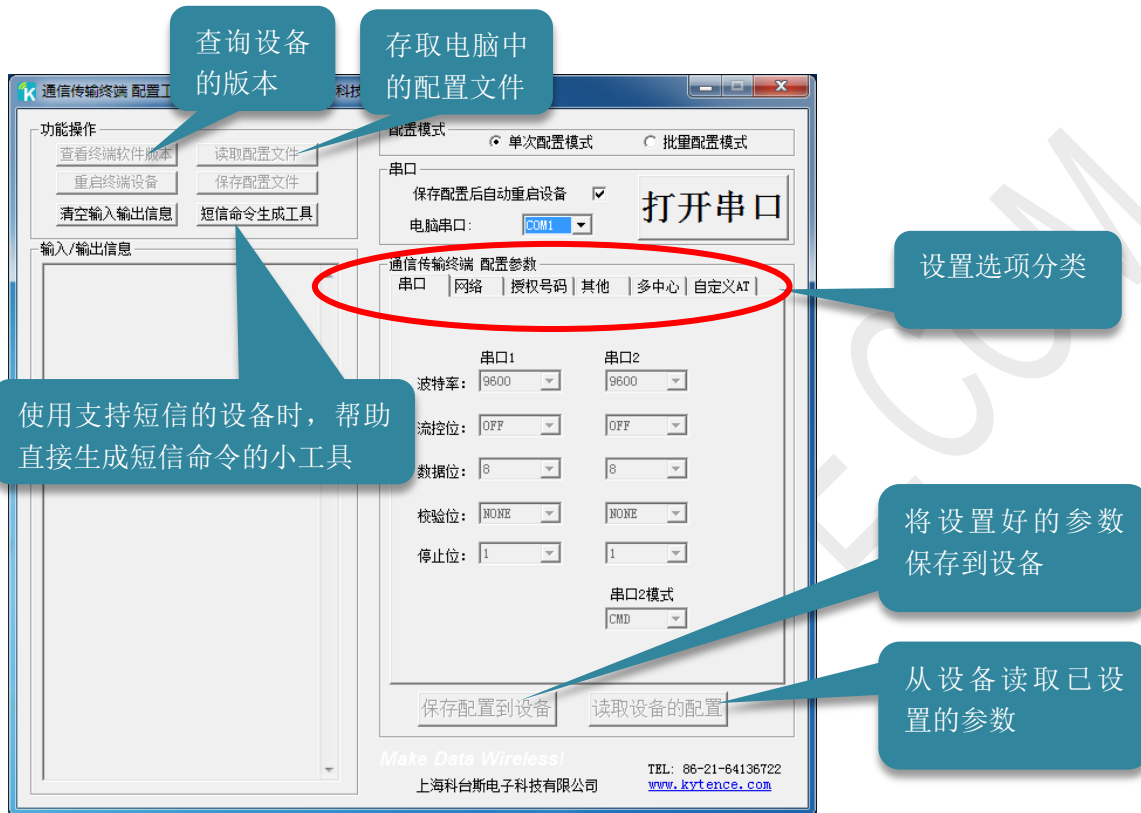 查询设备
的版本
存取电脑中
的配置文件
通信传输终端 配置工
科技
功能操作
查看终端软件版本
读取配置文件
重启终端设备
保存配置文件
清空输入输出信息
短信命令生成工具
输入/输出信息
配置模式
单次配置模式
批量配置模式
串口
保存配置后自动重启设备
电脑串口:
COM1
打开串口
通信传输终端 配置参数
串口
网络
授权号码
其他
多中心
自定义AT
设置选项分类
串口1
串口2
波特率:
9600
9600
流控位:
OFF
OFF
数据位:
8
8
校验位:
NONE
NONE
停止位:
1
1
串口2模式
CMD
使用支持短信的设备时，帮助
直接生成短信命令的小工具
将设置好的参数
保存到设备
从设备读取已设
置的参数
保存配置到设备
读取设备的配置
Make Data Wireless!
上海科台斯电子科技有限公司
TEL: 86-21-64136722
www.kytence.com
ECOM